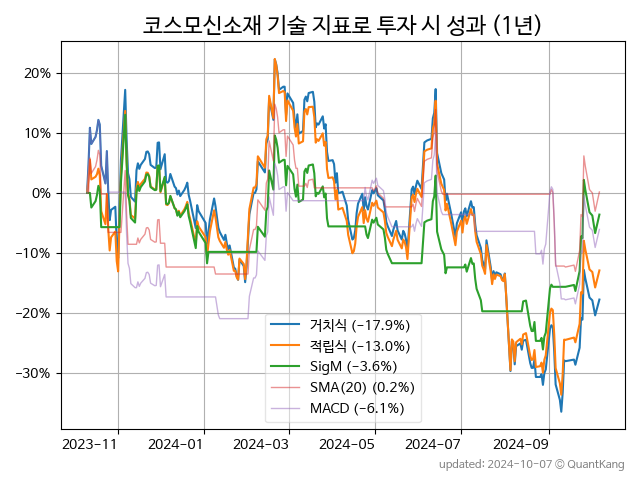 코스모신소재 기술 지표로 투자 시 성과 (1년)
20%
10%
0%
−10%
−20%
−30%
거치식 (−17.9%)
적립식 (−13.0%)
SigM (−3.6%)
SMA(20) (0.2%)
MACD (−6.1%)
2023−11
2024−01
2024−03
2024−05
2024−07
2024−09
updated: 2024-10-07 © QuantKang